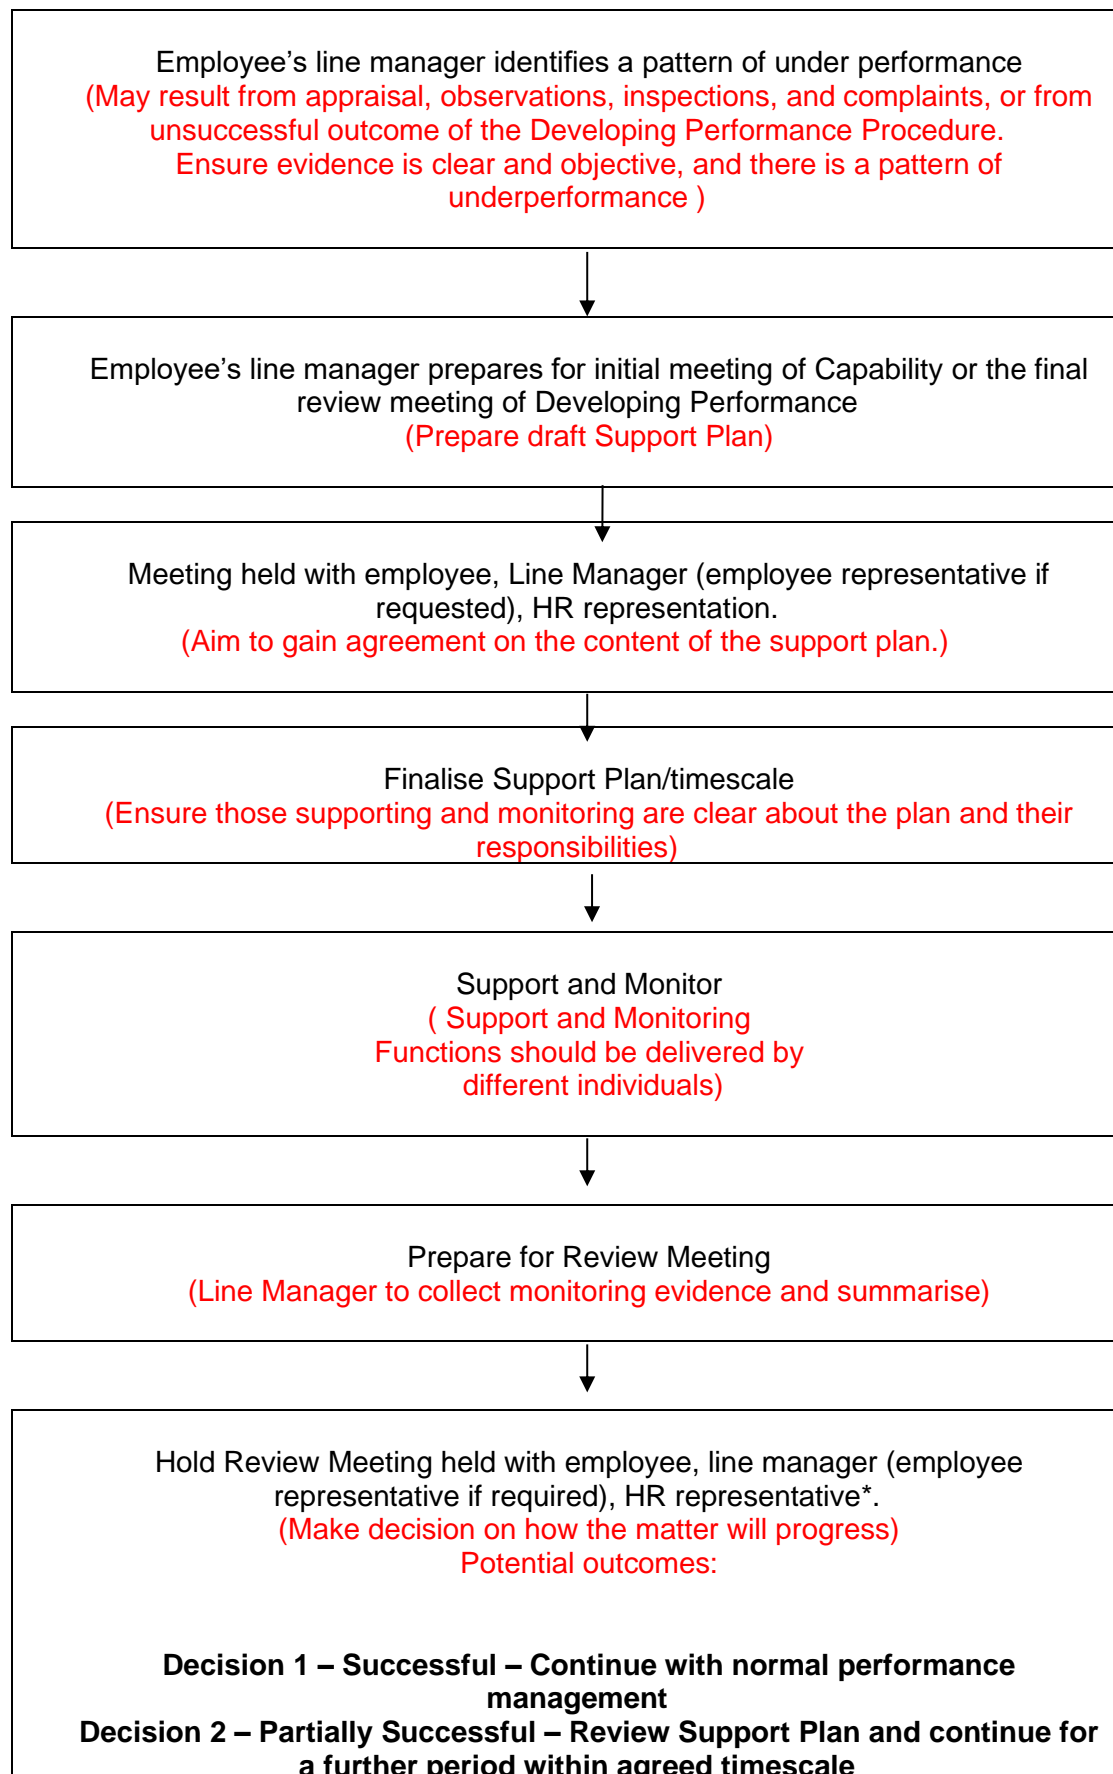 Employee’s line manager identifies a pattern of under performance
(May result from appraisal, observations, inspections, and complaints, or from
unsuccessful outcome of the Developing Performance Procedure.
Ensure evidence is clear and objective, and there is a pattern of
underperformance )
Employee’s line manager prepares for initial meeting of Capability or the final
review meeting of Developing Performance
(Prepare draft Support Plan)
Meeting held with employee, Line Manager (employee representative if
requested), HR representation.
(Aim to gain agreement on the content of the support plan.)
Finalise Support Plan/timescale
(Ensure those supporting and monitoring are clear about the plan and their
responsibilities)
Support and Monitor
( Support and Monitoring
Functions should be delivered by
different individuals)
Prepare for Review Meeting
(Line Manager to collect monitoring evidence and summarise)
Hold Review Meeting held with employee, line manager (employee
representative if required), HR representative*.
(Make decision on how the matter will progress)
Potential outcomes:
Decision 1 – Successful – Continue with normal performance
management
Decision 2 – Partially Successful – Review Support Plan and continue for
a further period within agreed timescale